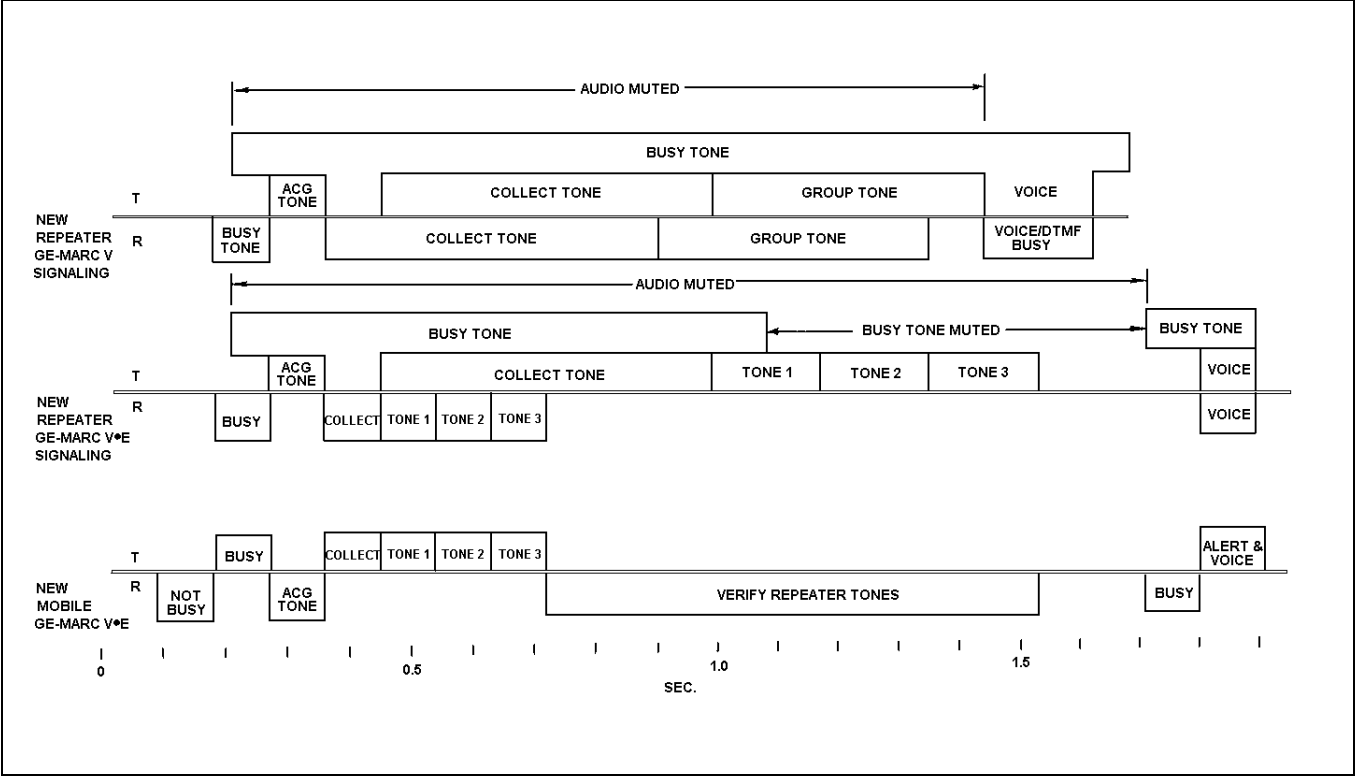 AUDIO MUTED
BUSY TONE
ACG
TONE
COLLECT TONE
GROUP TONE
VOICE
T
NEW
REPEATER
GE-MARC V
SIGNALING
R
BUSY
TONE
COLLECT TONE
GROUP TONE
VOICE/DTMF
BUSY
AUDIO MUTED
BUSY TONE
BUSY TONE MUTED
BUSY TONE
ACG
TONE
COLLECT TONE
TONE 1
TONE 2
TONE 3
VOICE
T
NEW
REPEATER
GE-MARC V•E
SIGNALING
R
BUSY
COLLECT
TONE 1
TONE 2
TONE 3
VOICE
T
BUSY
COLLECT
TONE 1
TONE 2
TONE 3
ALERT &
VOICE
NEW
MOBILE
GE-MARC V•E
R
NOT
BUSY
ACG
TONE
VERIFY REPEATER TONES
BUSY
0
0.5
1.0
1.5
SEC.